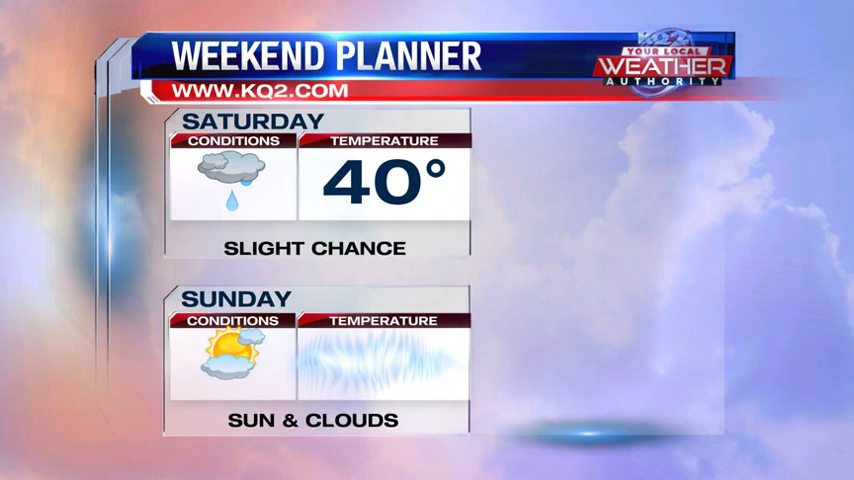 WEEKEND PLANNER
WWW.KQ2.COM
YOUR LOCAL
WEATHER
AUTHORITY
SATURDAY
CONDITIONS TEMPERATURE
40°
SLIGHT CHANCE
SUNDAY
CONDITIONS TEMPERATURE
SUN & CLOUDS